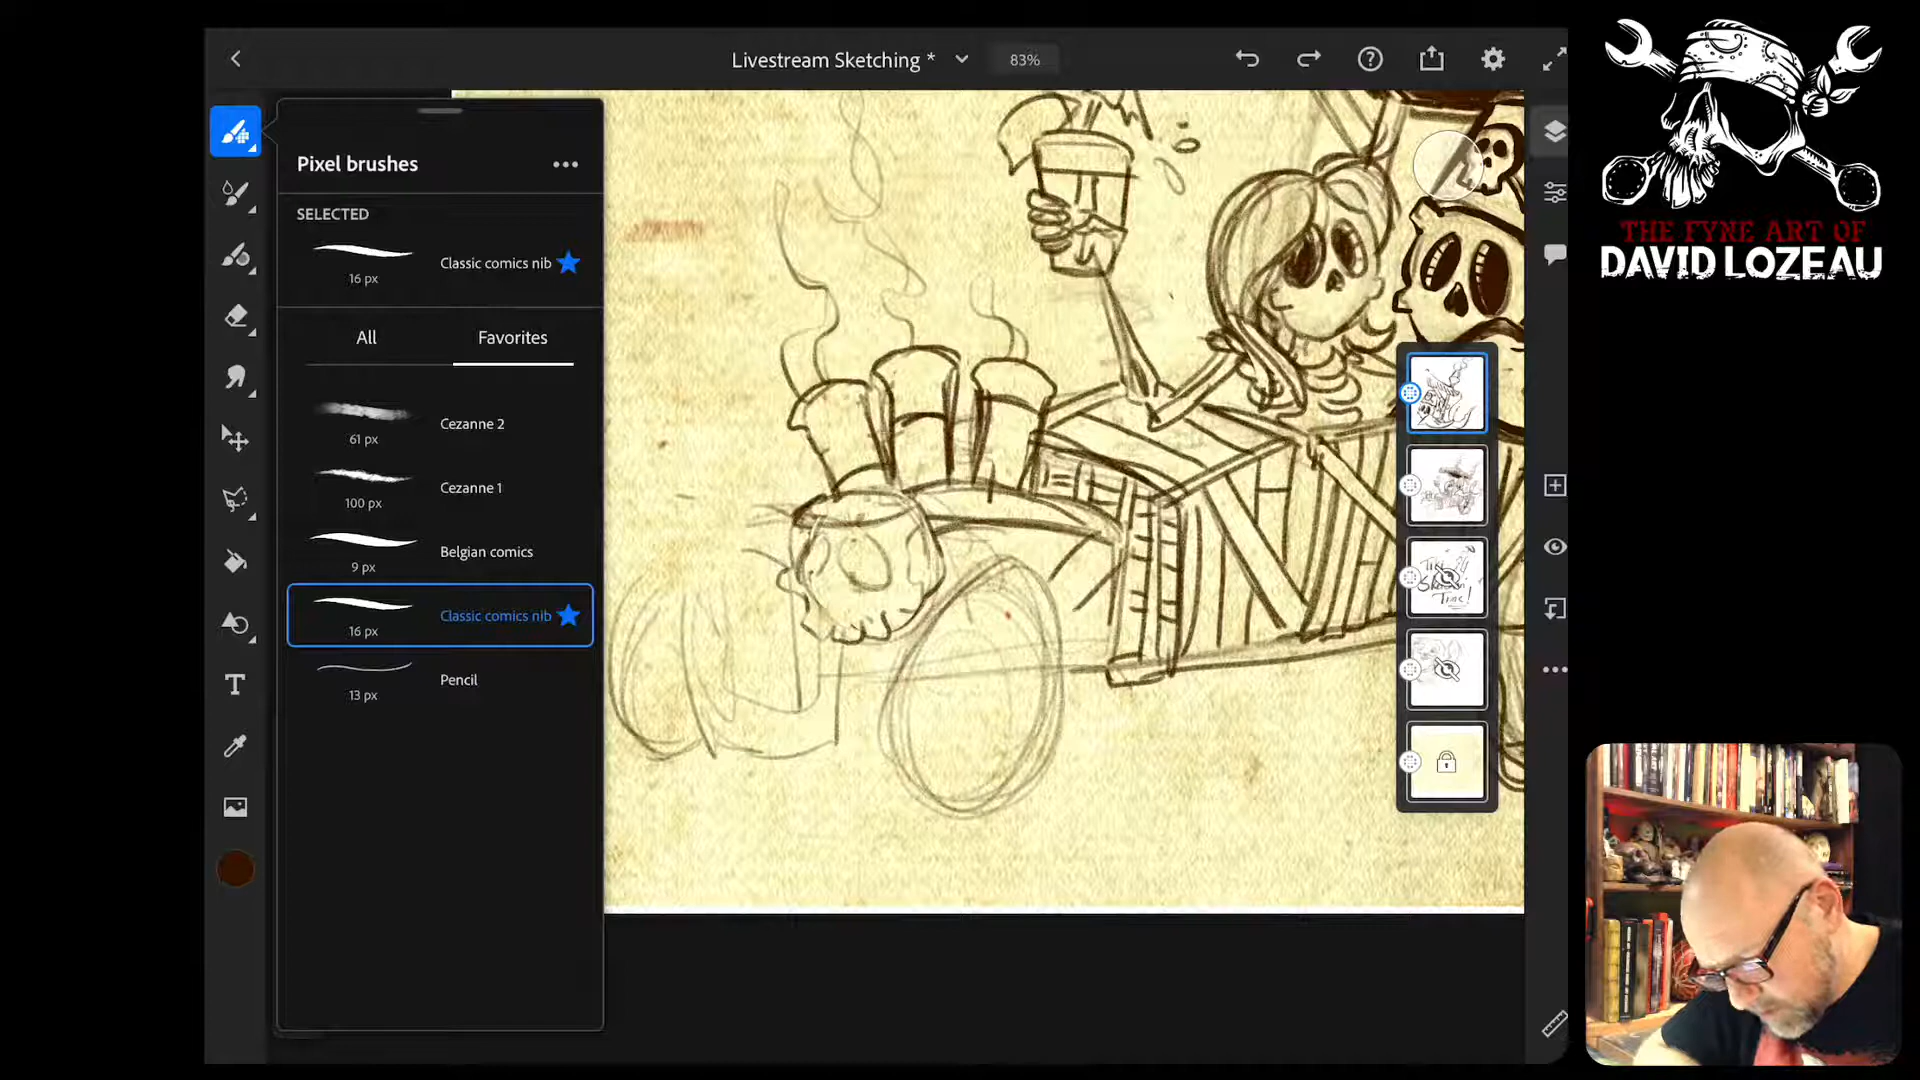 Livestream Sketching *
83%
Pixel brushes
SELECTED
16 px
Classic comics nib
All
Favorites
61 px
Cezanne 2
100 px
Cezanne 1
9 px
Belgian comics
16 px
Classic comics nib
13 px
Pencil
T
Time!
THE FYNE ART OF
DAVID LOZEAU